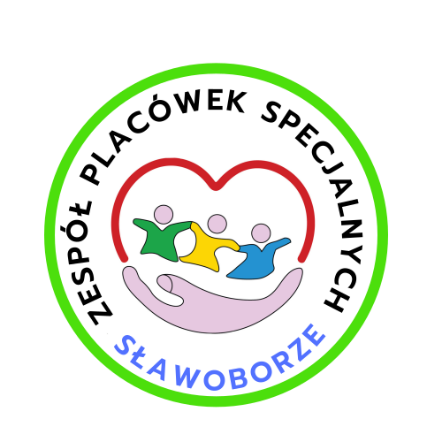 ZESPÓŁ PLACÓWEK SPECJALNYCH
SŁAWOBORZE